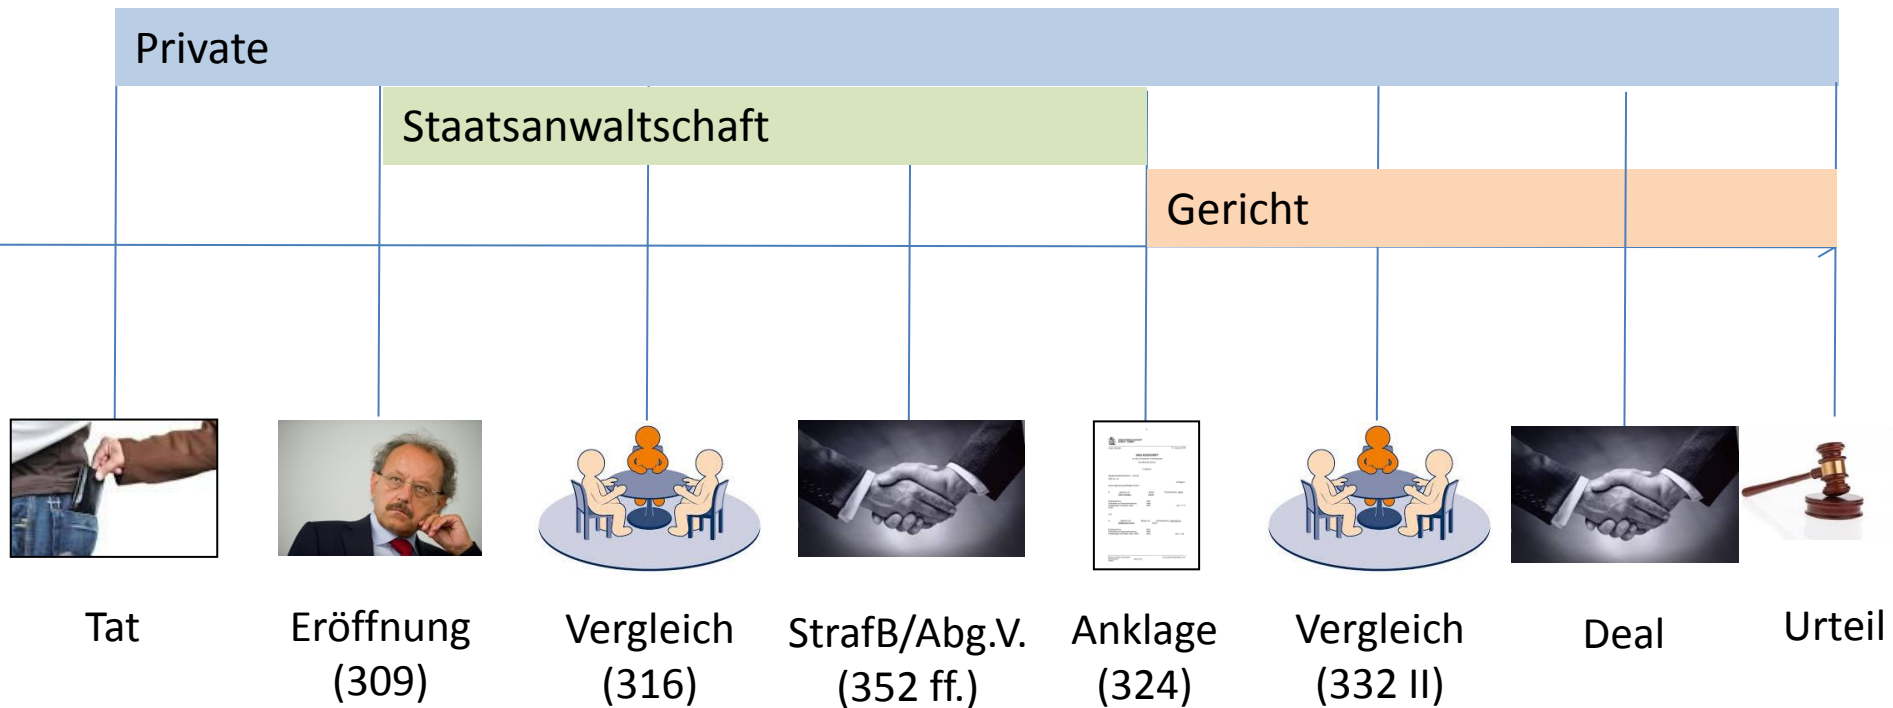 Private
Staatsanwaltschaft
Gericht
Tat
Eröffnung
(309)
Vergleich
(316)
StrafB/Abg.V.
(352 ff.)
Anklage
(324)
Vergleich
(332 II)
Deal
Urteil